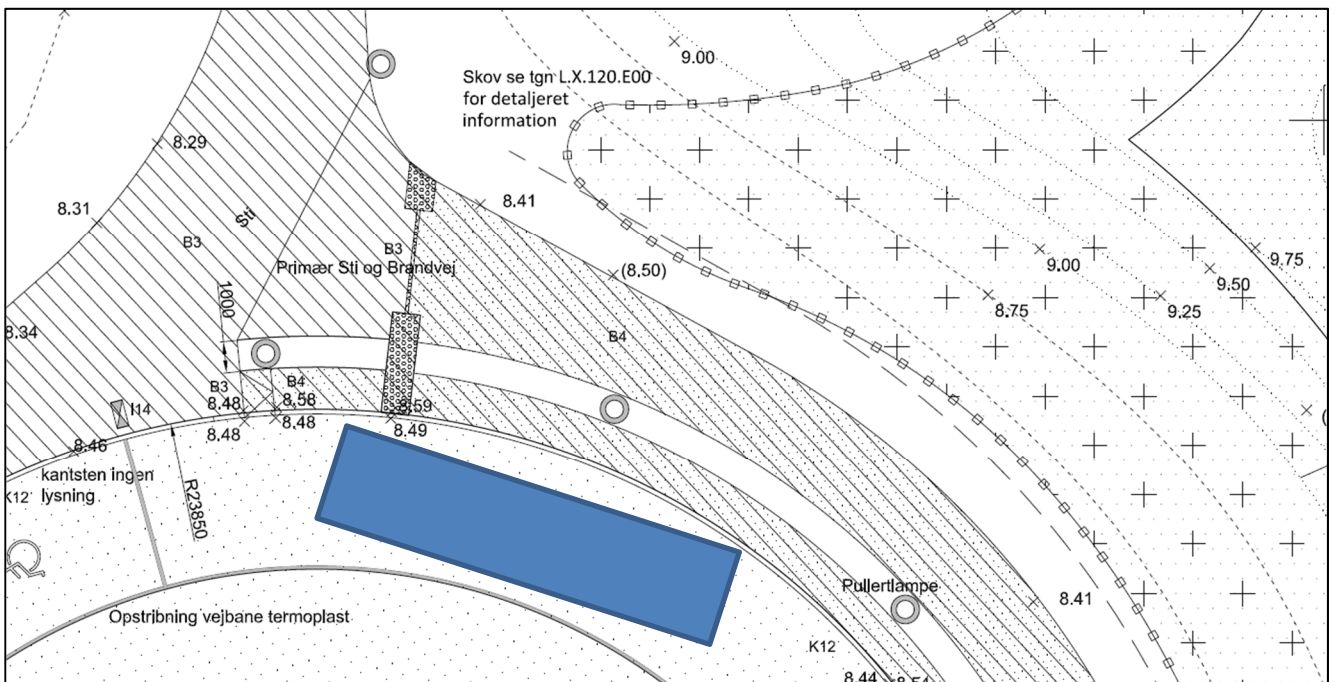 9.00
Skov se tgn L.X.120.E00
for detaljeret
information
8.29
8.31
Sti
8.41
B3
B3
Primær Sti og Brandvej
(8.50)
9.00
9.75
9.50
8.75
9.25
1000
8.34
B4
B3
B4
8.48
8.58
8.59
I14
8.48
8.48
8.49
8.46
kantsten ingen
lysning
K12
R23850
Pullertlampe
8.41
Opstribning vejbane termoplast
K12
8.44